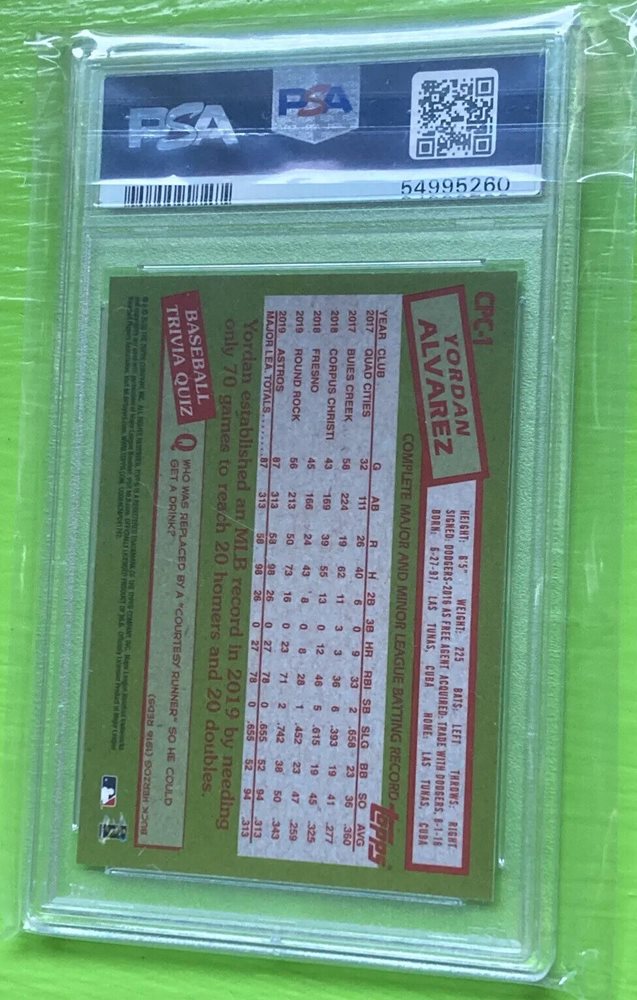 PSA
PSA
54995260
CPC-1
YORDAN
ALVAREZ
HEIGHT: 6'5" WEIGHT: 225 BATS: LEFT THROWS: RIGHT
SIGNED: DODGERS-2016 AS FREE AGENT ACQUIRED: TRADE WITH DODGERS, 8-1-16
BORN: 6-27-97, LAS TUNAS, CUBA HOME: LAS TUNAS, CUBA
COMPLETE MAJOR AND MINOR LEAGUE BATTING RECORD
topps
YEAR CLUB G AB R H 2B 3B HR RBI SB SLG BB SO AVG
2017 QUAD CITIES 32 111 26 40 6 0 9 33 2 .658 23 36 .360
2017 BUIES CREEK 58 224 19 62 11 3 3 36 6 .393 19 41 .277
2018 CORPUS CHRISTI 43 169 39 55 13 0 12 46 5 .615 19 45 .325
2018 FRESNO 45 166 24 43 8 0 8 28 1 .452 23 47 .259
2019 ROUND ROCK 56 213 50 73 16 0 23 71 2 .742 38 50 .343
2019 ASTROS 87 313 58 98 26 0 27 78 0 .655 52 94 .313
MAJOR LEA. TOTALS 87 313 58 98 26 0 27 78 0 .655 52 94 .313
Yordan established an MLB record in 2019 by needing
only 70 games to reach 20 homers and 20 doubles.
BASEBALL
TRIVIA QUIZ
Q WHO WAS REPLACED BY A "COURTESY RUNNER" SO HE COULD
GET A DRINK?
BUCK HERZOG (1916 REDS)